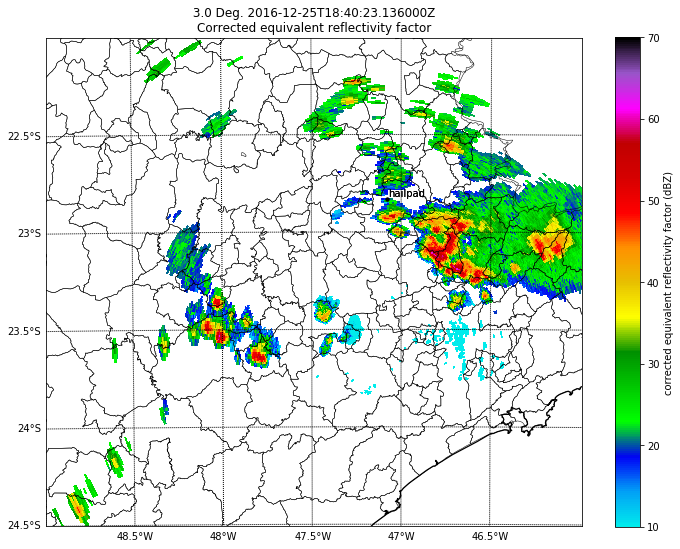 3.0 Deg. 2016-12-25T18:40:23.136000Z
Corrected equivalent reflectivity factor
22.5°S
23°S
23.5°S
24°S
24.5°S
48.5°W
48°W
47.5°W
47°W
46.5°W
hailpad
70
60
50
40
30
20
10
corrected equivalent reflectivity factor (dBZ)